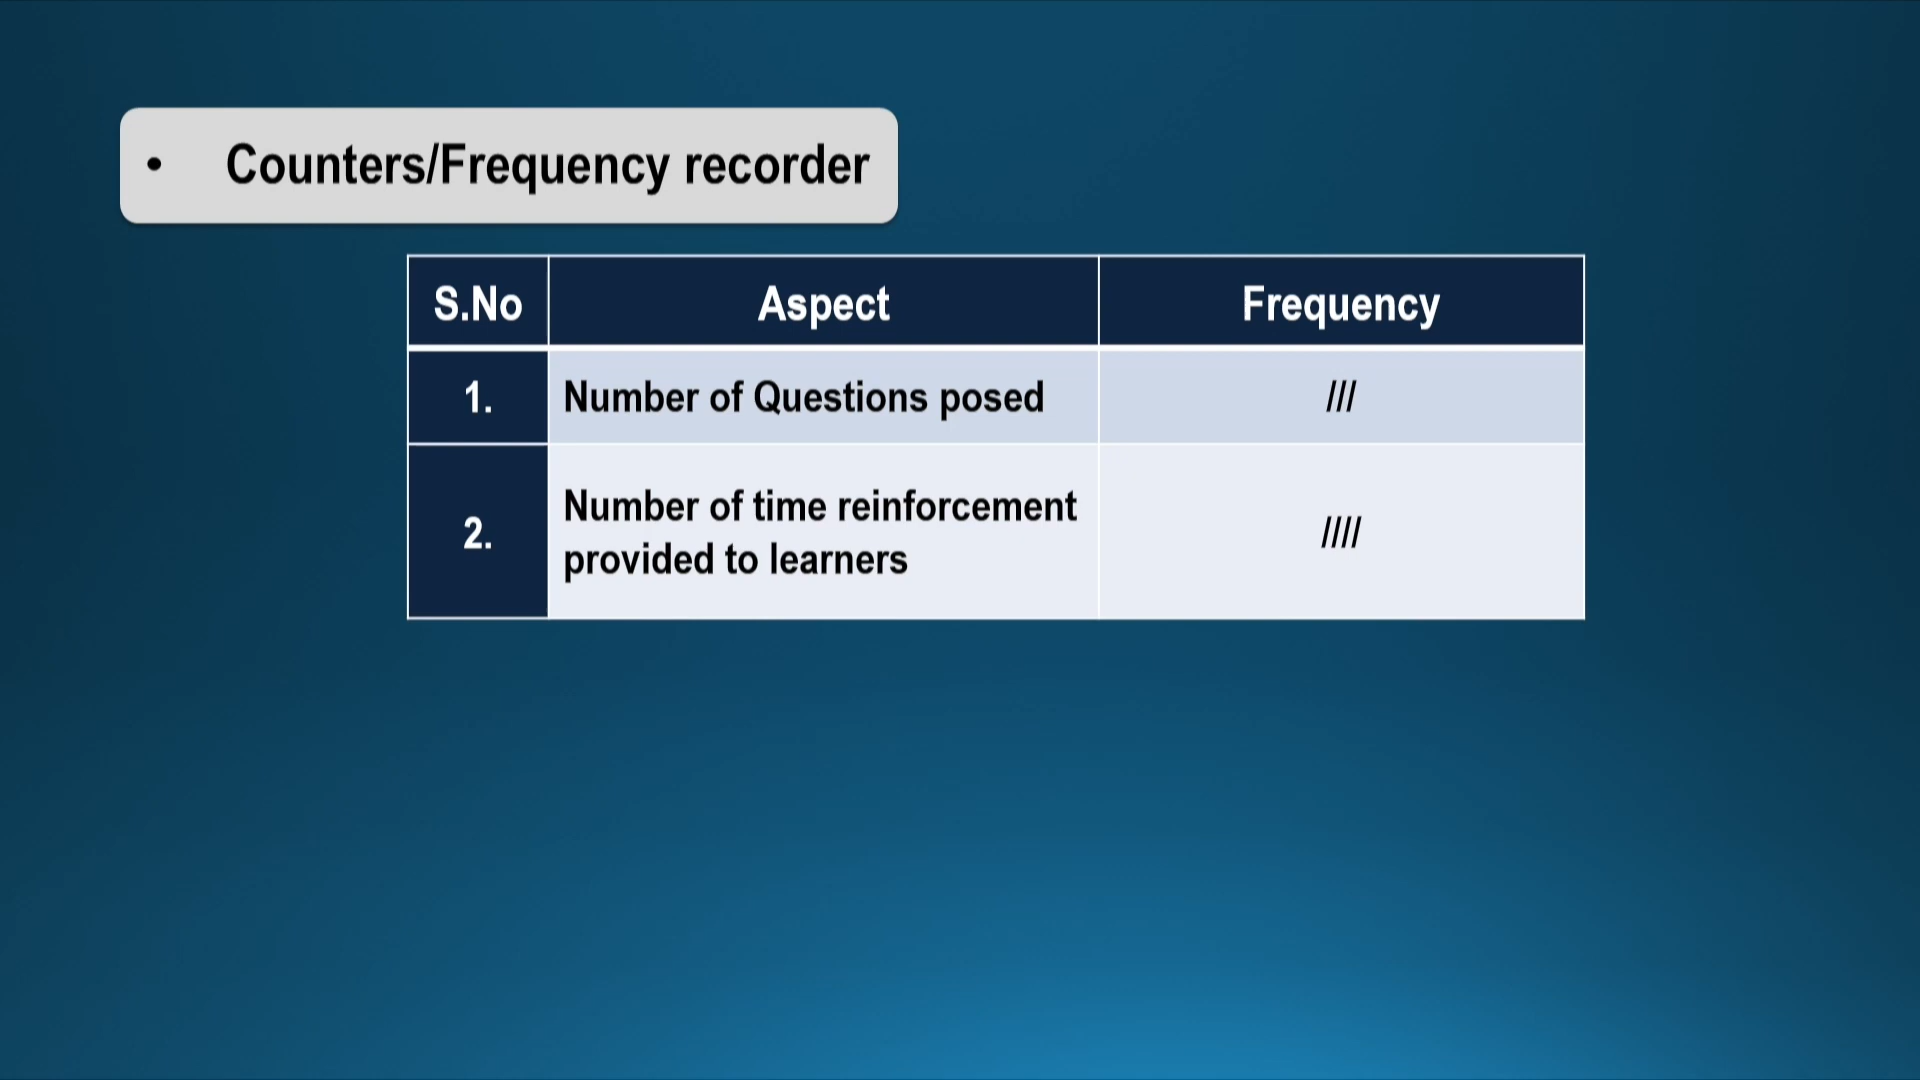 • Counters/Frequency recorder
S.No Aspect Frequency
1. Number of Questions posed ///
2. Number of time reinforcement
provided to learners ////